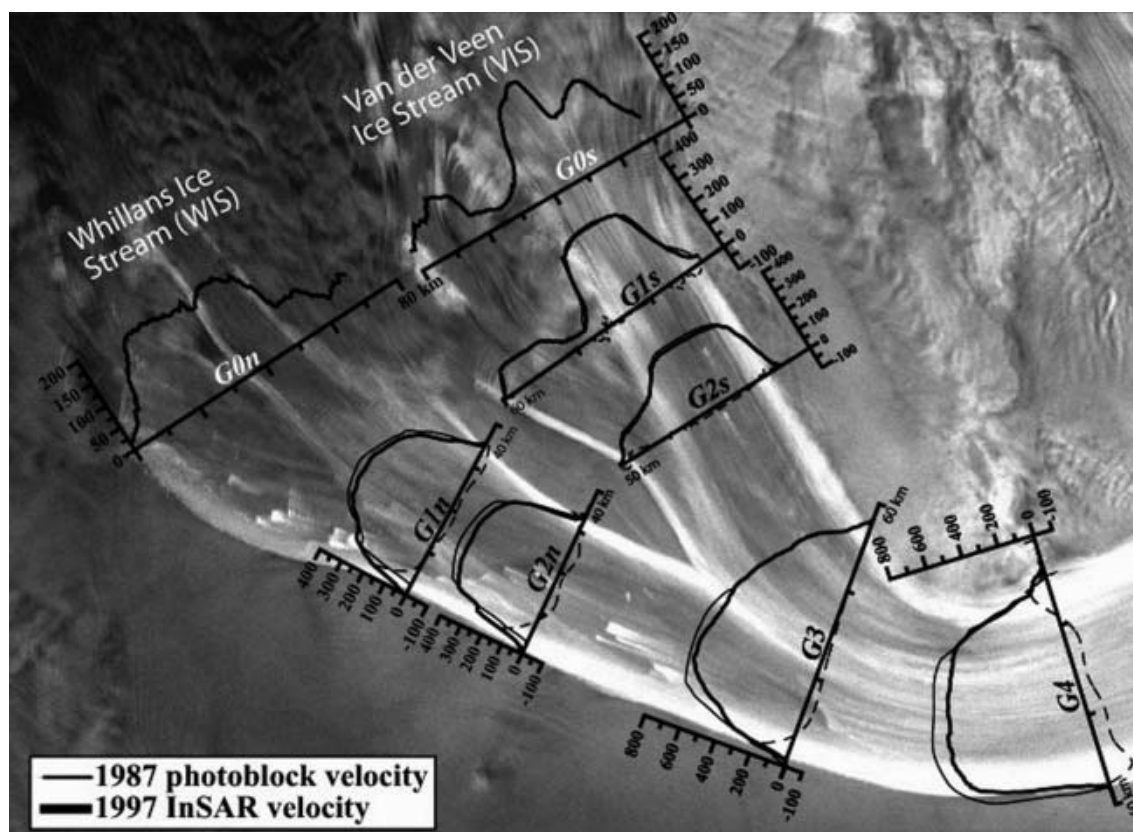 Van der Veen
Ice Stream (VIS)
Whillans Ice
Stream (WIS)
200
150
100
50
0
G0s
400
300
200
100
0
-100
G1s
60 km
400
300
200
100
0
-100
G2s
50 km
80 km
G0n
200
150
100
50
0
40 km
G1n
400
300
200
100
0
-100
40 km
G2n
400
300
200
100
0
-100
60 km
G3
800
600
400
200
0
-100
800
600
400
200
0
-100
G4
1987 photoblock velocity
1997 InSAR velocity